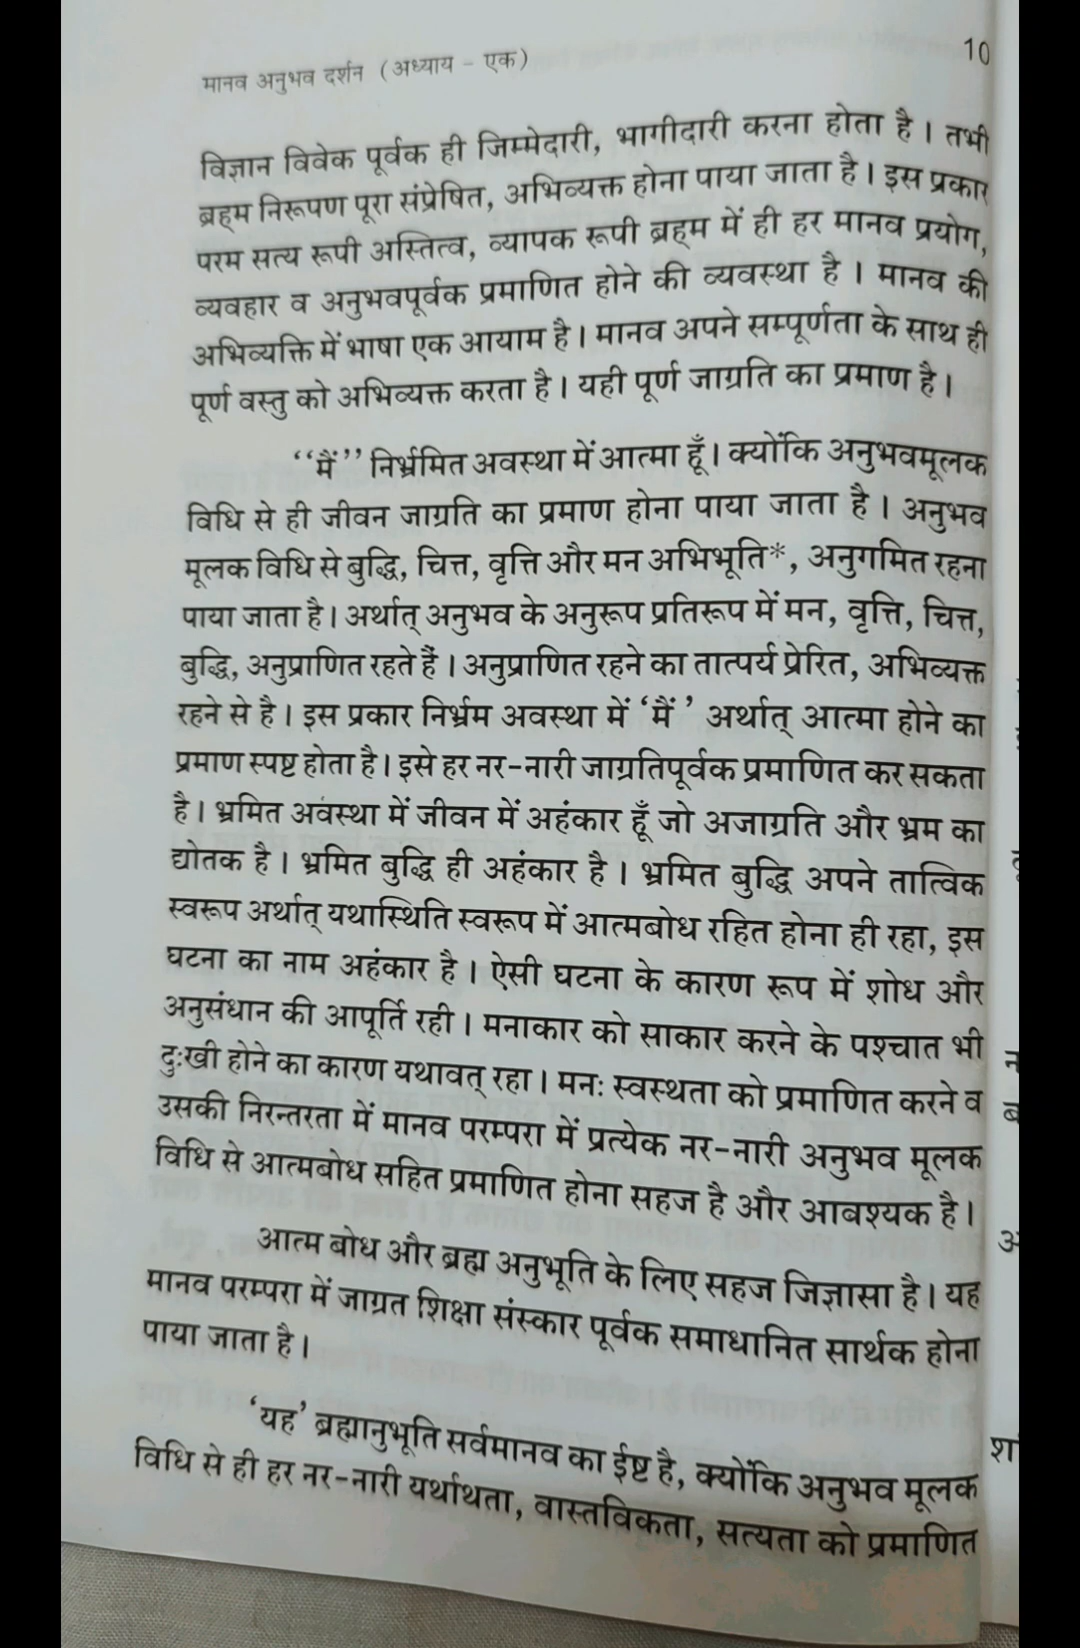 मानव अनुभव दर्शन (अध्याय - एक)
10
विज्ञान विवेक पूर्वक ही जिम्मेदारी, भागीदारी करना होता है । तभी
ब्रह्म निरूपण पूरा संप्रेषित, अभिव्यक्त होना पाया जाता है । इस प्रकार
परम सत्य रूपी अस्तित्व, व्यापक रूपी ब्रह्म में ही हर मानव प्रयोग,
व्यवहार व अनुभवपूर्वक प्रमाणित होने की व्यवस्था है । मानव की
अभिव्यक्ति में भाषा एक आयाम है । मानव अपने सम्पूर्णता के साथ ही
पूर्ण वस्तु को अभिव्यक्त करता है । यही पूर्ण जाग्रति का प्रमाण है ।
‘‘मैं’’ निर्भ्रमित अवस्था में आत्मा हूँ । क्योंकि अनुभवमूलक
विधि से ही जीवन जाग्रति का प्रमाण होना पाया जाता है । अनुभव
मूलक विधि से बुद्धि, चित्त, वृत्ति और मन अभिभूति*, अनुगमित रहना
पाया जाता है । अर्थात् अनुभव के अनुरूप प्रतिरूप में मन, वृत्ति, चित्त,
बुद्धि, अनुप्राणित रहते हैं । अनुप्राणित रहने का तात्पर्य प्रेरित, अभिव्यक्त
रहने से है । इस प्रकार निर्भ्रम अवस्था में ‘मैं’ अर्थात् आत्मा होने का
प्रमाण स्पष्ट होता है । इसे हर नर-नारी जाग्रतिपूर्वक प्रमाणित कर सकता
है । भ्रमित अवस्था में जीवन में अहंकार हूँ जो अजाग्रति और भ्रम का
द्योतक है । भ्रमित बुद्धि ही अहंकार है । भ्रमित बुद्धि अपने तात्विक
स्वरूप अर्थात् यथास्थिति स्वरूप में आत्मबोध रहित होना ही रहा, इस
घटना का नाम अहंकार है । ऐसी घटना के कारण रूप में शोध और
अनुसंधान की आपूर्ति रही । मनाकार को साकार करने के पश्चात भी
दुःखी होने का कारण यथावत् रहा । मनः स्वस्थता को प्रमाणित करने व
उसकी निरन्तरता में मानव परम्परा में प्रत्येक नर-नारी अनुभव मूलक
विधि से आत्मबोध सहित प्रमाणित होना सहज है और आबश्यक है ।
आत्म बोध और ब्रह्म अनुभूति के लिए सहज जिज्ञासा है । यह
मानव परम्परा में जाग्रत शिक्षा संस्कार पूर्वक समाधानित सार्थक होना
पाया जाता है ।
‘यह’ ब्रह्मानुभूति सर्वमानव का ईष्ट है, क्योंकि अनुभव मूलक
विधि से ही हर नर-नारी यर्थाथता, वास्तविकता, सत्यता को प्रमाणित